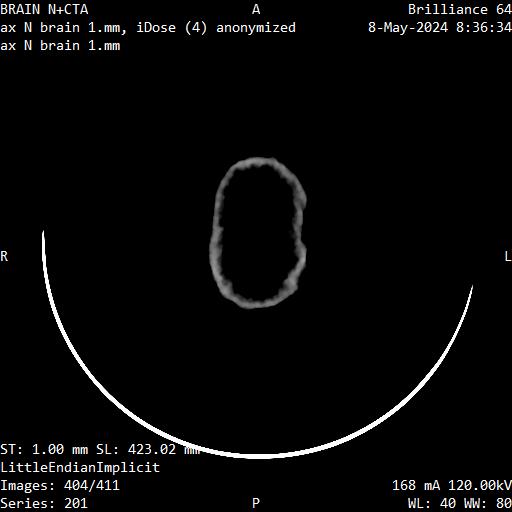 BRAIN N+CTA
ax N brain 1.mm, iDose (4) anonymized
ax N brain 1.mm
A
Brilliance 64
8-May-2024 8:36:34
R
L
ST: 1.00 mm SL: 423.02 mm
LittleEndianImplicit
Images: 404/411
Series: 201
P
168 mA 120.00kV
WL: 40 WW: 80